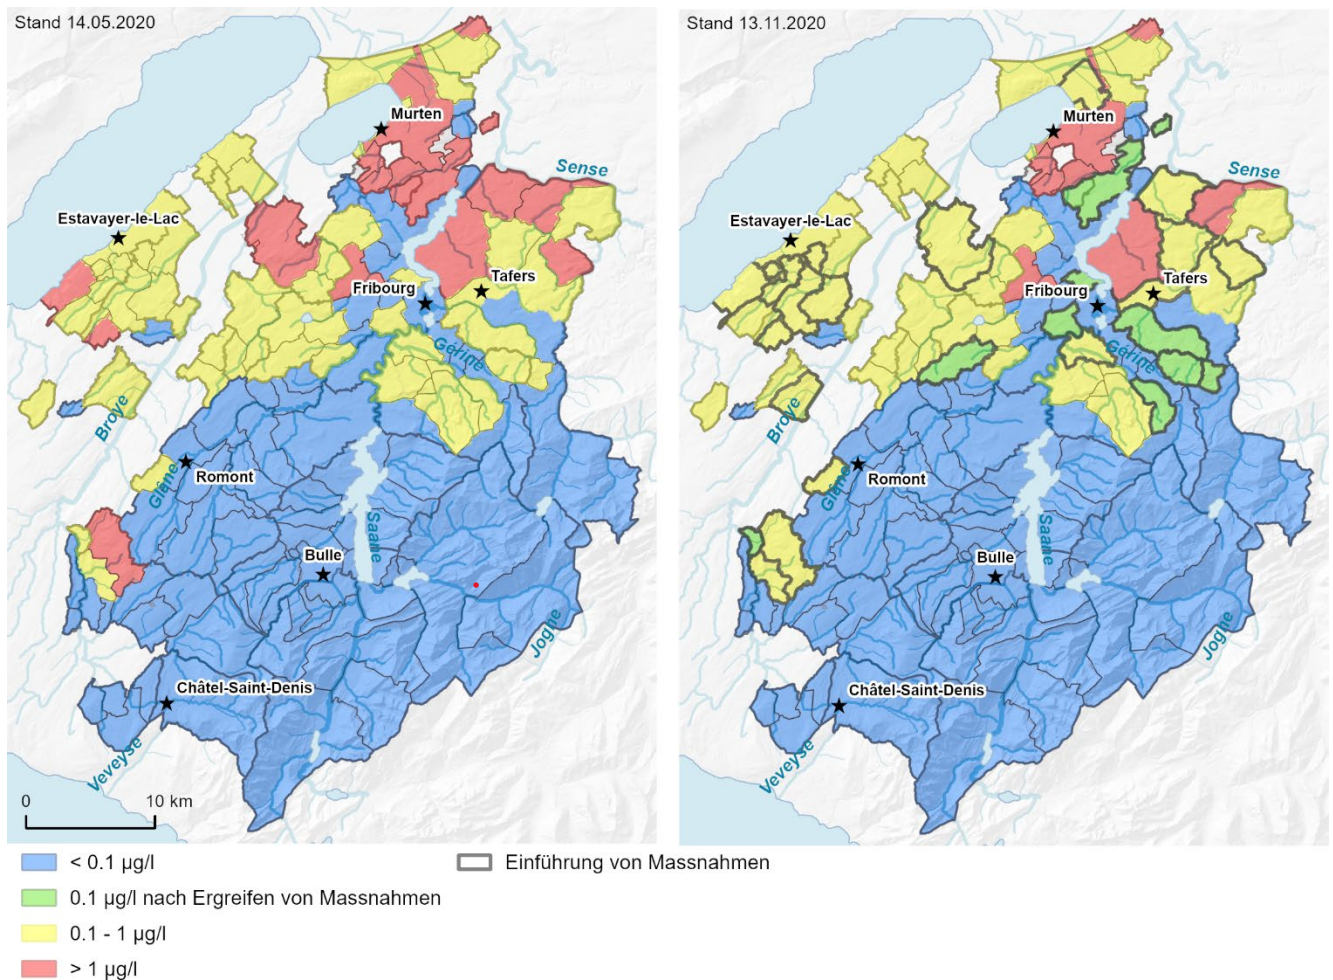 Stand 14.05.2020
Murten
Sense
Estavayer-le-Lac
Tafers
Fribourg
Gérine
Broye
Romont
Glâne
Saane
Bulle
Jogne
Châtel-Saint-Denis
Veveyse
0 10 km
Stand 13.11.2020
Murten
Sense
Estavayer-le-Lac
Tafers
Fribourg
Gérine
Broye
Romont
Glâne
Saane
Bulle
Jogne
Châtel-Saint-Denis
Veveyse
< 0.1 µg/l
0.1 µg/l nach Ergreifen von Massnahmen
0.1 - 1 µg/l
> 1 µg/l
Einführung von Massnahmen